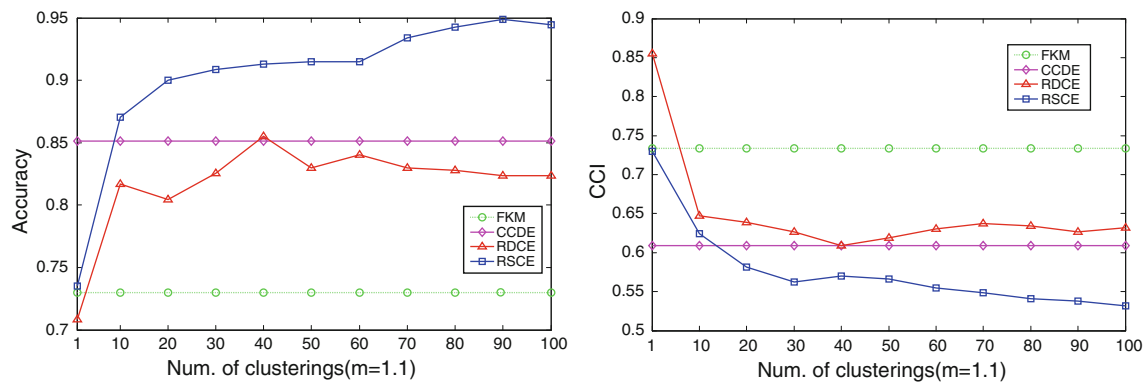 0.95
0.9
0.85
0.8
0.75
0.7
Accuracy
FKM
CCDE
RDCE
RSCE
1 10 20 30 40 50 60 70 80 90 100
Num. of clusterings(m=1.1)
0.9
0.85
0.8
0.75
0.7
0.65
0.6
0.55
0.5
CCI
FKM
CCDE
RDCE
RSCE
1 10 20 30 40 50 60 70 80 90 100
Num. of clusterings(m=1.1)